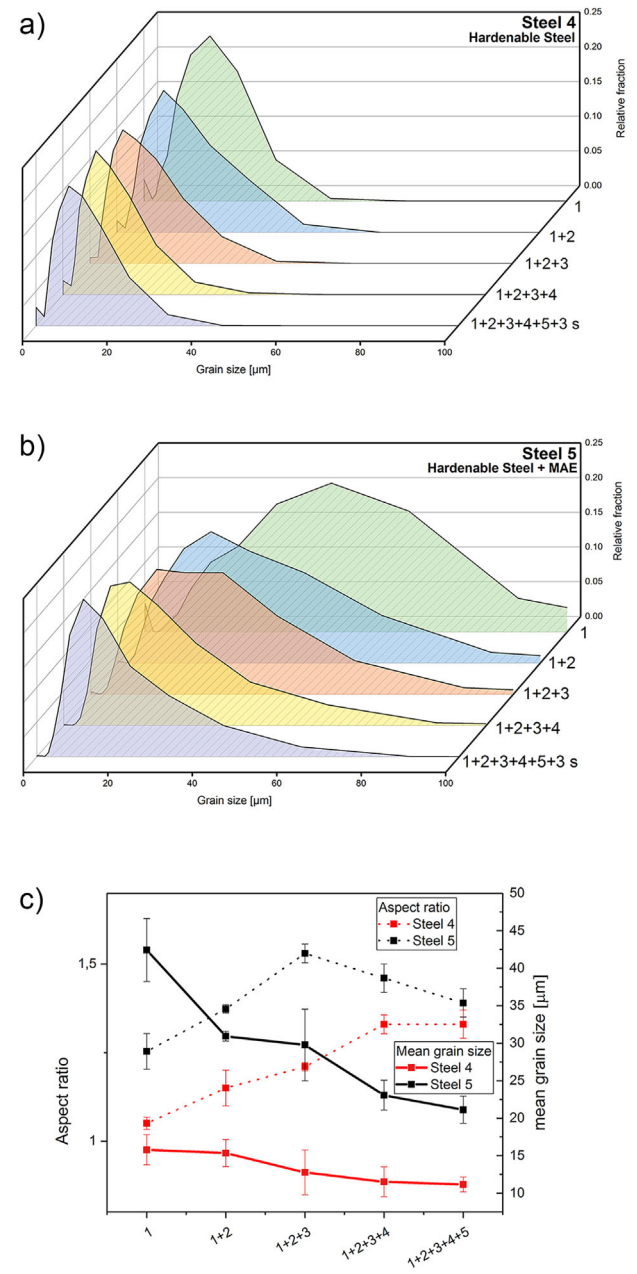 a)
Steel 4
Hardenable Steel
0.25
0.20
0.15
0.10
0.05
0.00
Relative fraction
1
1+2
1+2+3
1+2+3+4
1+2+3+4+5+3 s
0
20
40
60
80
100
Grain size [µm]
b)
Steel 5
Hardenable Steel + MAE
0.25
0.20
0.15
0.10
0.05
0.00
Relative fraction
1
1+2
1+2+3
1+2+3+4
1+2+3+4+5+3 s
0
20
40
60
80
100
Grain size [µm]
c)
Aspect ratio
Steel 4
Steel 5
Mean grain size
Steel 4
Steel 5
1,5
1
Aspect ratio
50
45
40
35
30
25
20
15
10
mean grain size [µm]
1
1+2
1+2+3
1+2+3+4
1+2+3+4+5